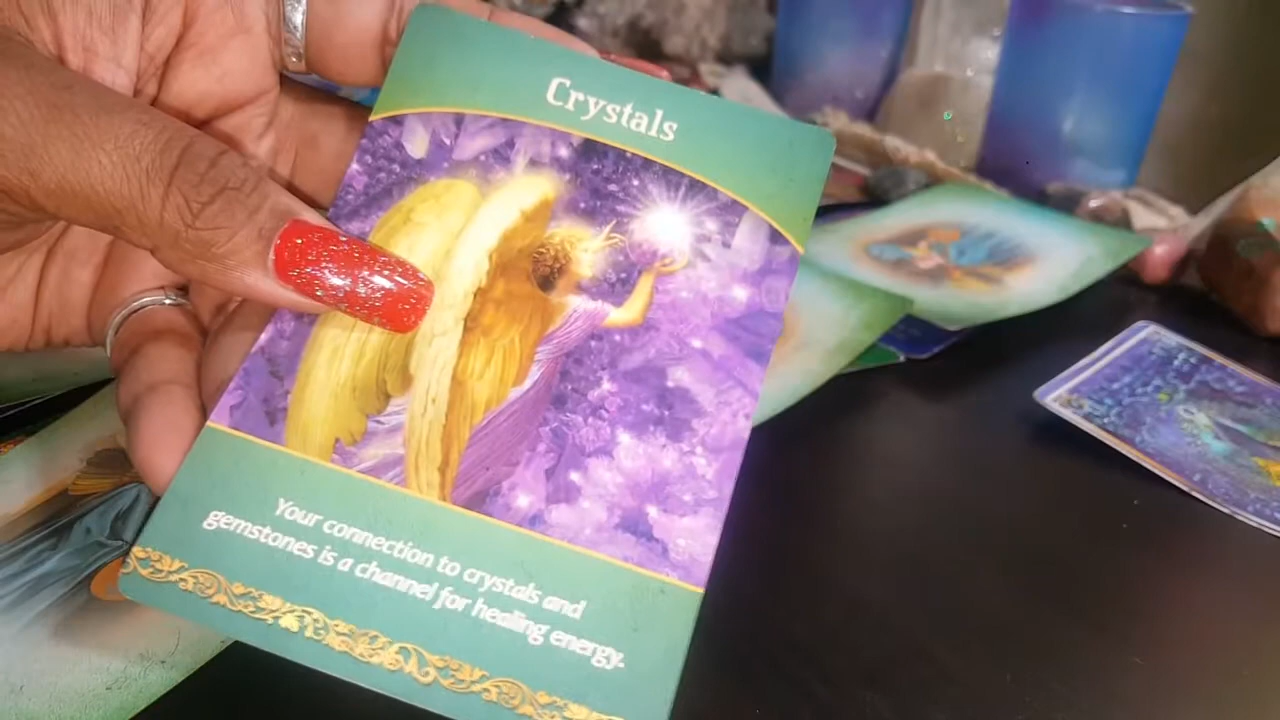 Crystals
Your connection to crystals and
gemstones is a channel for healing energy.